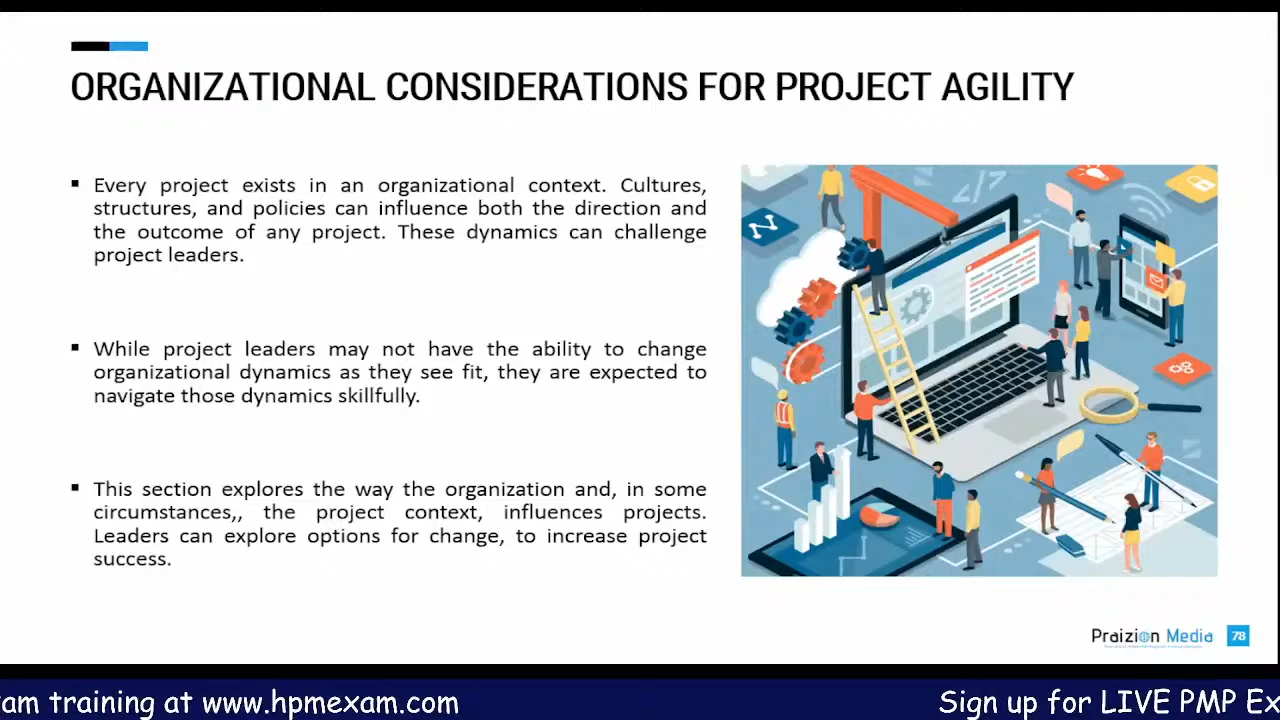 ORGANIZATIONAL CONSIDERATIONS FOR PROJECT AGILITY
Every project exists in an organizational context. Cultures,
structures, and policies can influence both the direction and
the outcome of any project. These dynamics can challenge
project leaders.
While project leaders may not have the ability to change
organizational dynamics as they see fit, they are expected to
navigate those dynamics skillfully.
This section explores the way the organization and, in some
circumstances,, the project context, influences projects.
Leaders can explore options for change, to increase project
success.
Praizion Media 78
am training at www.hpmexam.com Sign up for LIVE PMP Ex